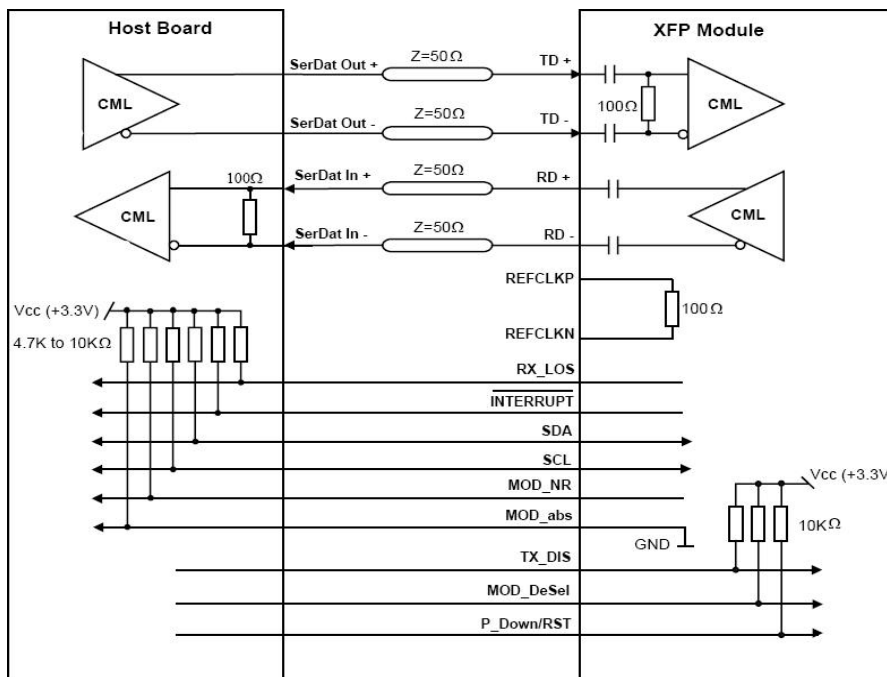 Host Board
XFP Module
SerDat Out +
Z=50Ω
TD +
CML
100Ω
CML
SerDat Out -
Z=50Ω
TD -
100Ω
SerDat In +
Z=50Ω
RD +
CML
CML
SerDat In -
Z=50Ω
RD -
REFCLKP
100Ω
REFCLKN
Vcc (+3.3V)
4.7K to 10KΩ
RX_LOS
INTERRUPT
SDA
SCL
MOD_NR
MOD_abs
Vcc (+3.3V
10KΩ
GND
TX_DIS
MOD_DeSel
P_Down/RST